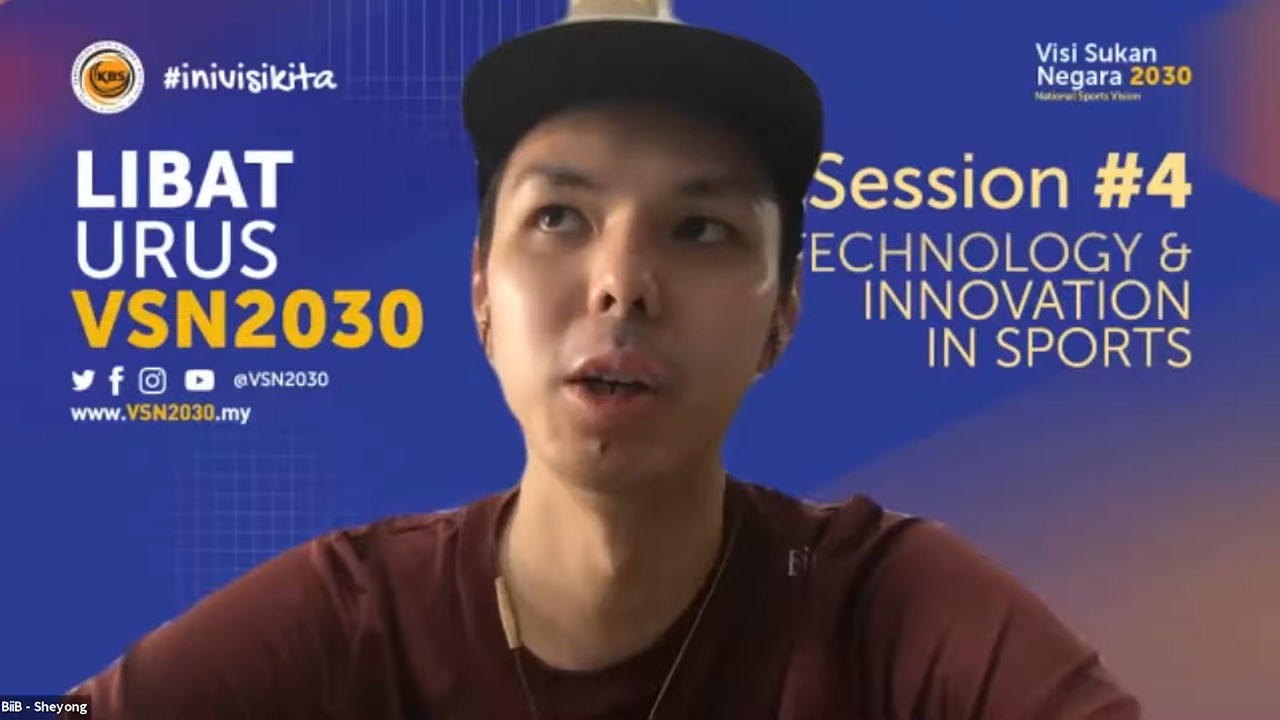 KBS
#inivisikita
LIBAT
URUS
VSN2030
@VSN2030
www.VSN2030.my
Visi Sukan
Negara 2030
National Sports Vision
Session #4
ECHNOLOGY &
INNOVATION
IN SPORTS
BiiB - Sheyong